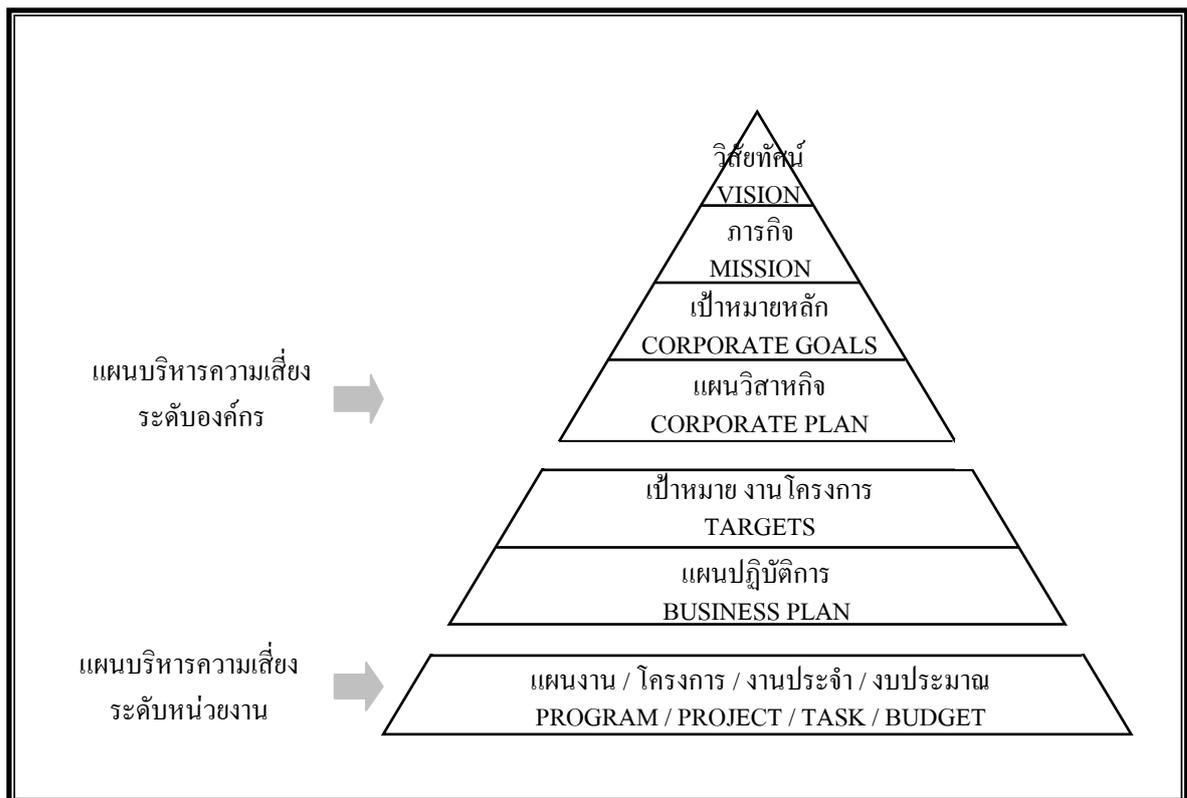 วิสัยทัศน์
VISION
ภารกิจ
MISSION
เป้าหมายหลัก
CORPORATE GOALS
แผนวิสาหกิจ
CORPORATE PLAN
แผนบริหารความเสี่ยง
ระดับองค์กร
เป้าหมาย งานโครงการ
TARGETS
แผนปฏิบัติการ
BUSINESS PLAN
แผนบริหารความเสี่ยง
ระดับหน่วยงาน
แผนงาน / โครงการ / งานประจำ / งบประมาณ
PROGRAM / PROJECT / TASK / BUDGET